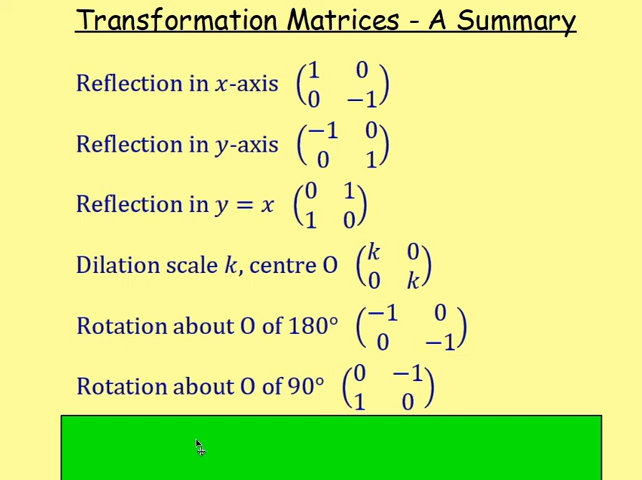 Transformation Matrices - A Summary
Reflection in x-axis (1 0
0 −1)
Reflection in y-axis (−1 0
0 1)
Reflection in y = x (0 1
1 0)
Dilation scale k, centre O (k 0
0 k)
Rotation about O of 180° (−1 0
0 −1)
Rotation about O of 90° (0 −1
1 0)